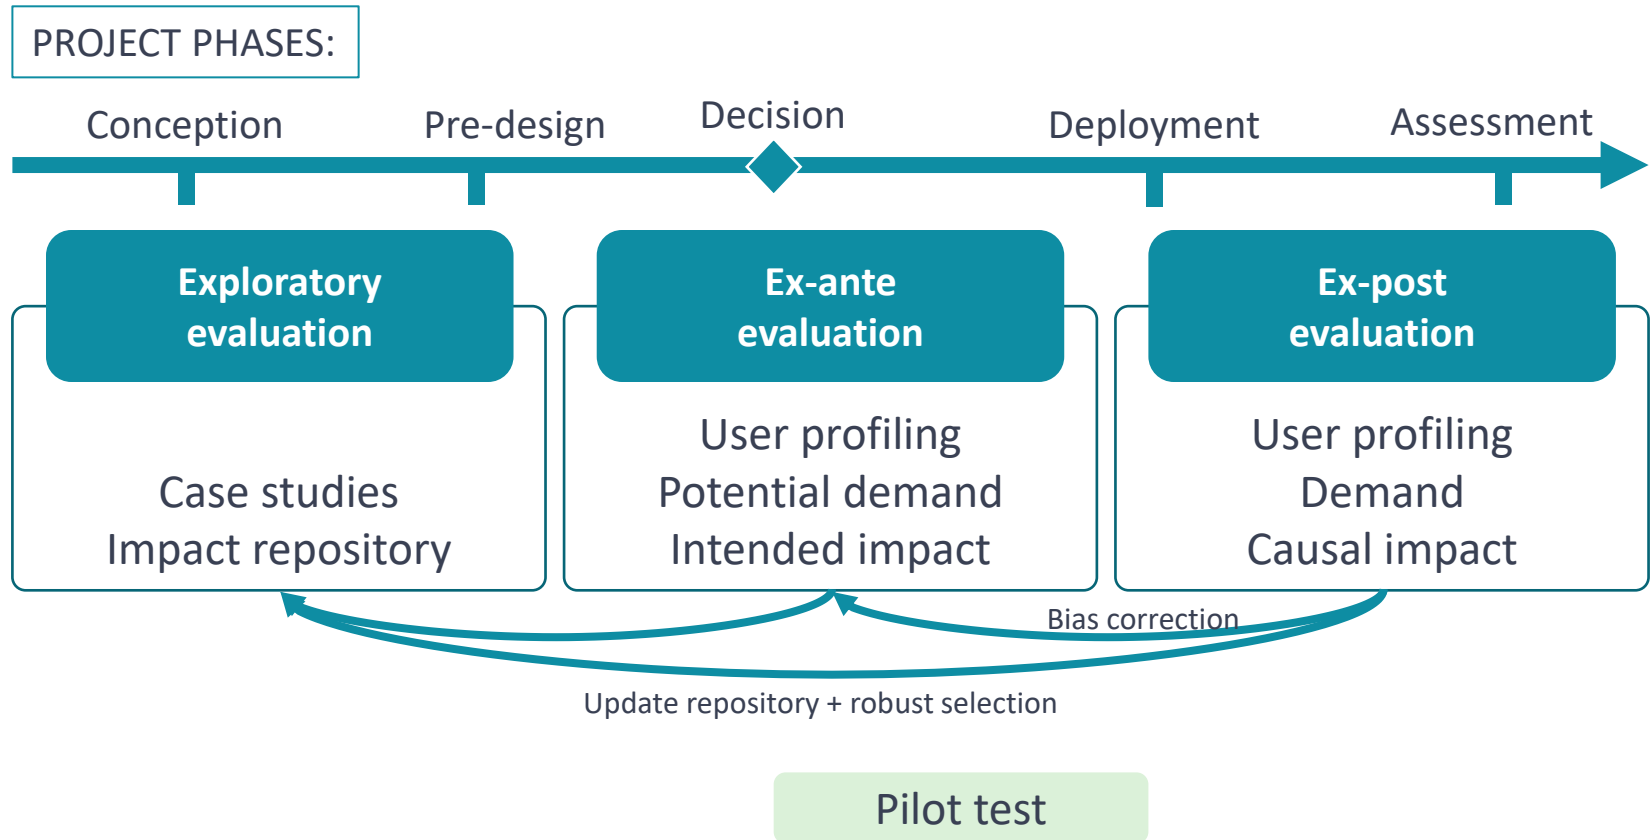 PROJECT PHASES:
Conception
Pre-design
Decision
Deployment
Assessment
Exploratory
evaluation
Case studies
Impact repository
Ex-ante
evaluation
User profiling
Potential demand
Intended impact
Ex-post
evaluation
User profiling
Demand
Causal impact
Bias correction
Update repository + robust selection
Pilot test